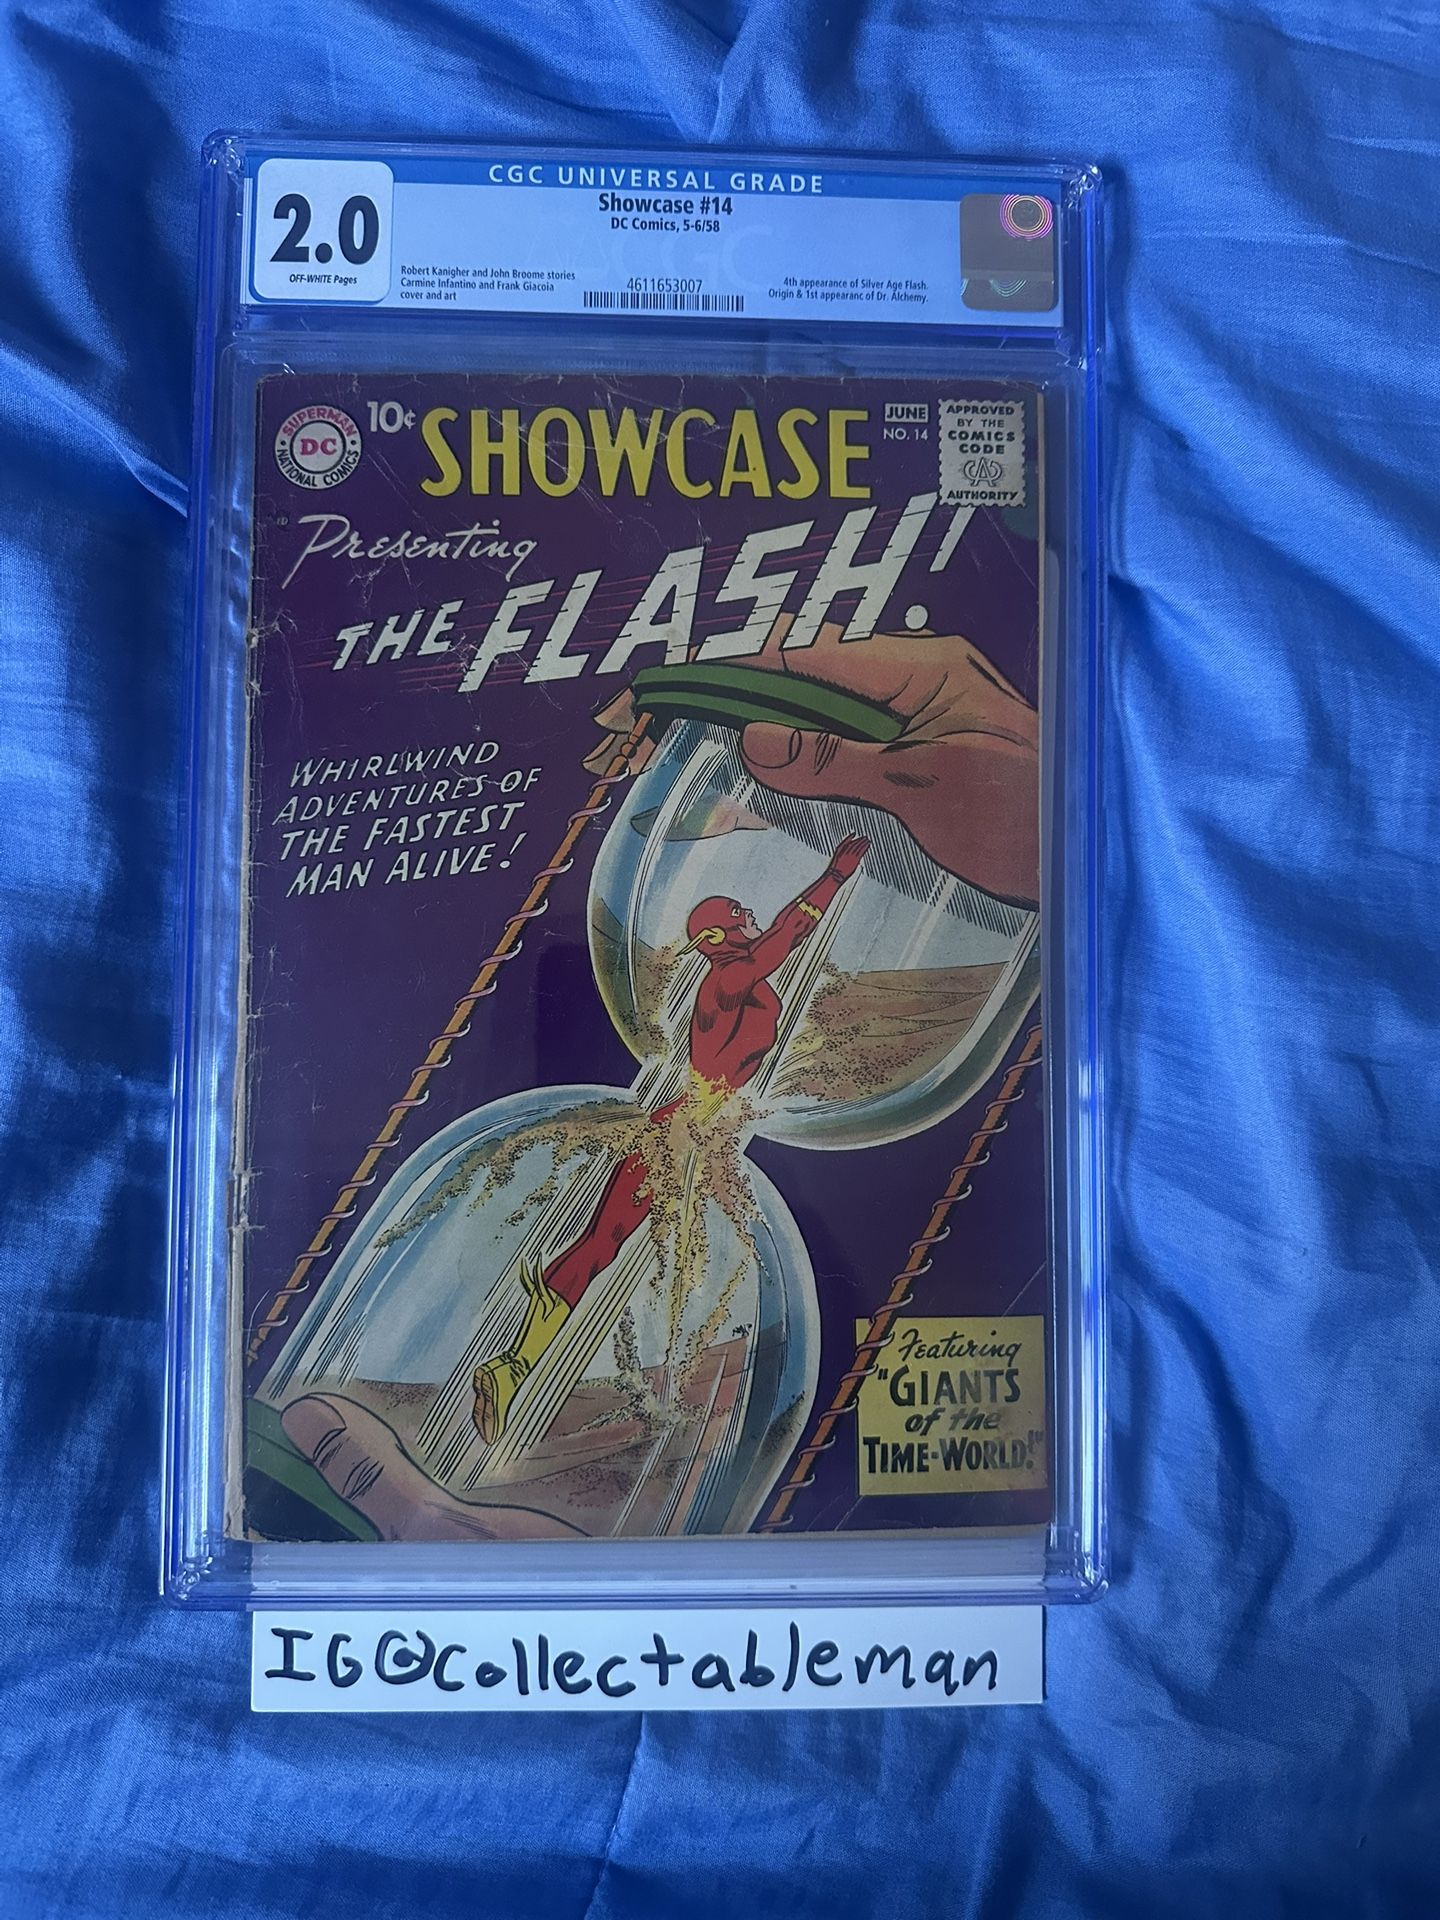 CGC UNIVERSAL GRADE
2.0
OFF-WHITE Pages
Showcase #14
DC Comics, 5-6/58
Robert Kanigher and John Broome stories
Carmine Infantino and Frank Giacoia
cover and art
4611653007
4th appearance of Silver Age Flash.
Origin & 1st appearanc of Dr. Alchemy.
SUPERMAN
DC
NATIONAL COMICS
10¢
SHOWCASE
JUNE
NO. 14
APPROVED
BY THE
COMICS
CODE
CA
AUTHORITY
Presenting
THE FLASH!
WHIRLWIND
ADVENTURES OF
THE FASTEST
MAN ALIVE!
Featuring
"GIANTS
of the
TIME-WORLD!"
IG@collectableman